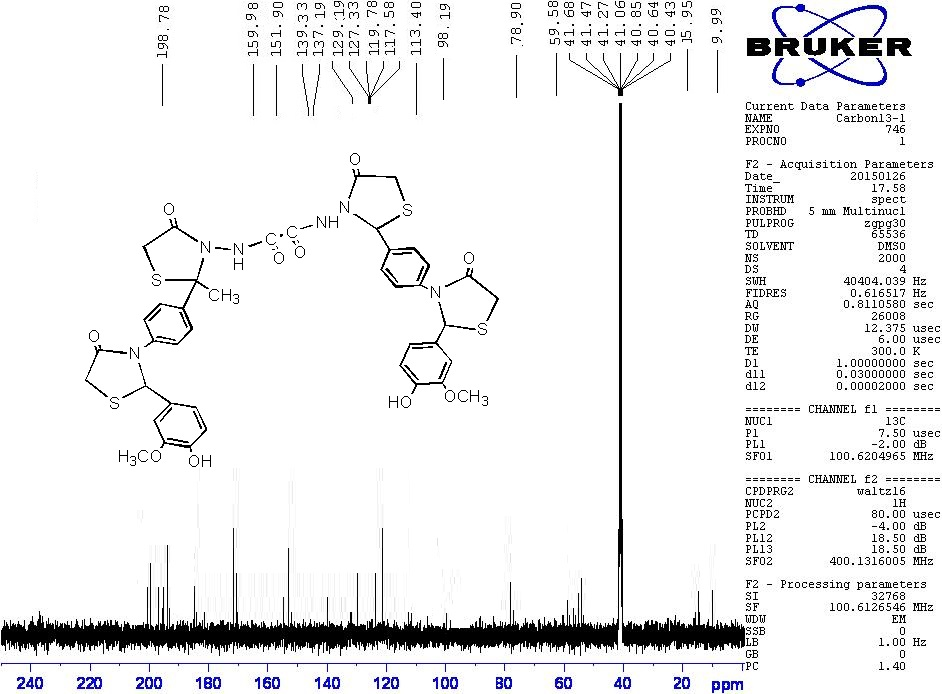 198.78
159.98
151.90
139.33
137.19
129.19
127.33
119.78
117.58
113.40
98.19
78.90
59.58
41.68
41.47
41.27
41.06
40.85
40.64
40.43
15.95
9.99
BRUKER
Current Data Parameters
NAME Carbon13-1
EXPNO 746
PROCNO 1
F2 - Acquisition Parameters
Date_ 20150126
Time 17.58
INSTRUM spect
PROBHD 5 mm Multinucl
PULPROG zgpg30
TD 65536
SOLVENT DMSO
NS 2000
DS 4
SWH 40404.039 Hz
FIDRES 0.616517 Hz
AQ 0.8110580 sec
RG 26008
DW 12.375 usec
DE 6.00 usec
TE 300.0 K
D1 1.00000000 sec
d11 0.03000000 sec
d12 0.00002000 sec
======== CHANNEL f1 ========
NUC1 13C
P1 7.50 usec
PL1 -2.00 dB
SFO1 100.6204965 MHz
======== CHANNEL f2 ========
CPDPRG2 waltz16
NUC2 1H
PCPD2 80.00 usec
PL2 -4.00 dB
PL12 18.50 dB
PL13 18.50 dB
SFO2 400.1316005 MHz
F2 - Processing parameters
SI 32768
SF 100.6126546 MHz
WDW EM
SSB 0
LB 1.00 Hz
GB 0
PC 1.40
O
O
N
S
NH
O
N
N
H
C
C
O
O
S
CH3
O
N
S
O
N
S
HO
OCH3
H3C
O
OH
240 220 200 180 160 140 120 100 80 60 40 20 ppm